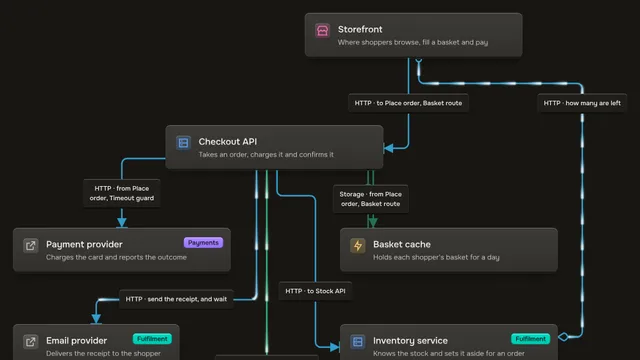 Storefront
Where shoppers browse, fill a basket and pay
HTTP · to Place order, Basket route
HTTP · how many are left
Checkout API
Takes an order, charges it and confirms it
HTTP · from Place
order, Timeout guard
Storage · from Place
order, Basket route
Payment provider
Payments
Charges the card and reports the outcome
Basket cache
Holds each shopper's basket for a day
HTTP · send the receipt, and wait
HTTP · to Stock API
Email provider
Fulfilment
Delivers the receipt to the shopper
Inventory service
Fulfilment
Knows the stock and sets it aside for an order